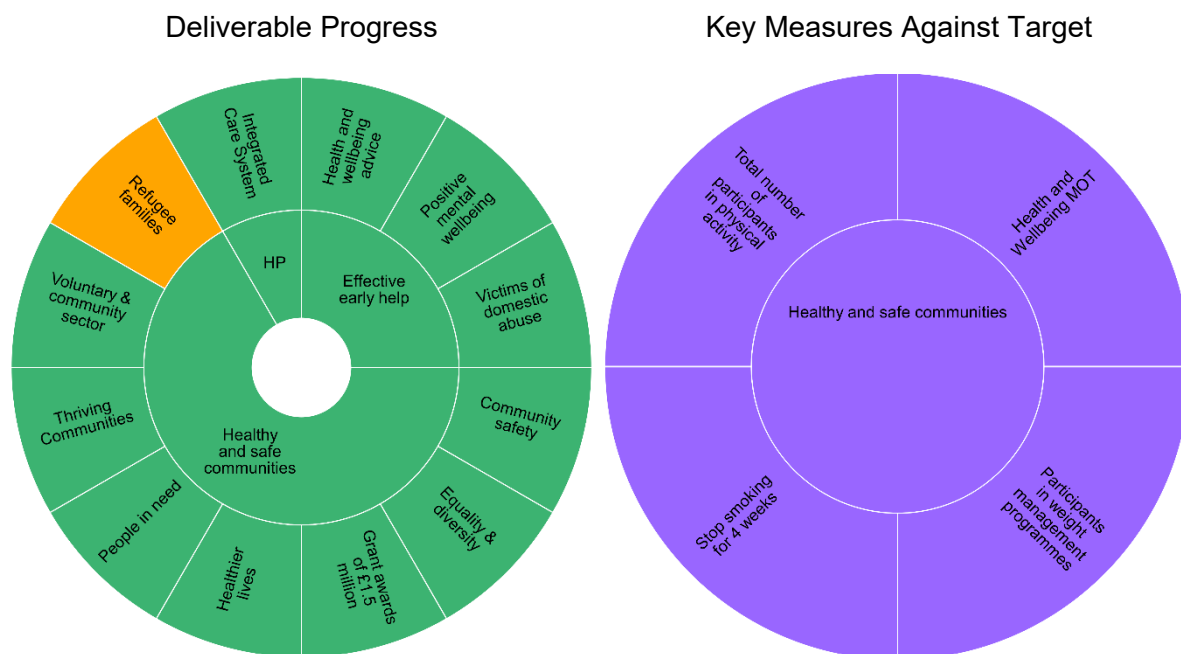 Deliverable Progress
Integrated
Care System
Health and
wellbeing
advice
Positive
mental
wellbeing
Victims of
domestic
abuse
Community
safety
Equality &
diversity
Grant awards
of £1.5
million
Healthier
lives
People in need
Thriving
Communities
Voluntary &
community
sector
Refugee
families
HP
Effective
early help
Healthy
and safe
communities
Key Measures Against Target
Total number
of
participants
in physical
activity
Health and
Wellbeing MOT
Healthy and safe communities
Stop smoking
for 4 weeks
Participants
in weight
management
programmes